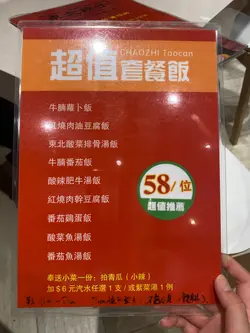 CHAOZHI Taocan
超值套餐飯
牛腩蘿卜飯
紅燒肉油豆腐飯
東北酸菜排骨湯飯
牛腩番茄飯
酸辣肥牛湯飯
紅燒肉幹豆腐飯
番茄鷄蛋飯
酸菜魚湯飯
番茄魚湯飯
58/位
超值推薦
奉送小菜一份：拍青瓜（小辣）
加$6元汽水任選1支/或紫菜湯1例